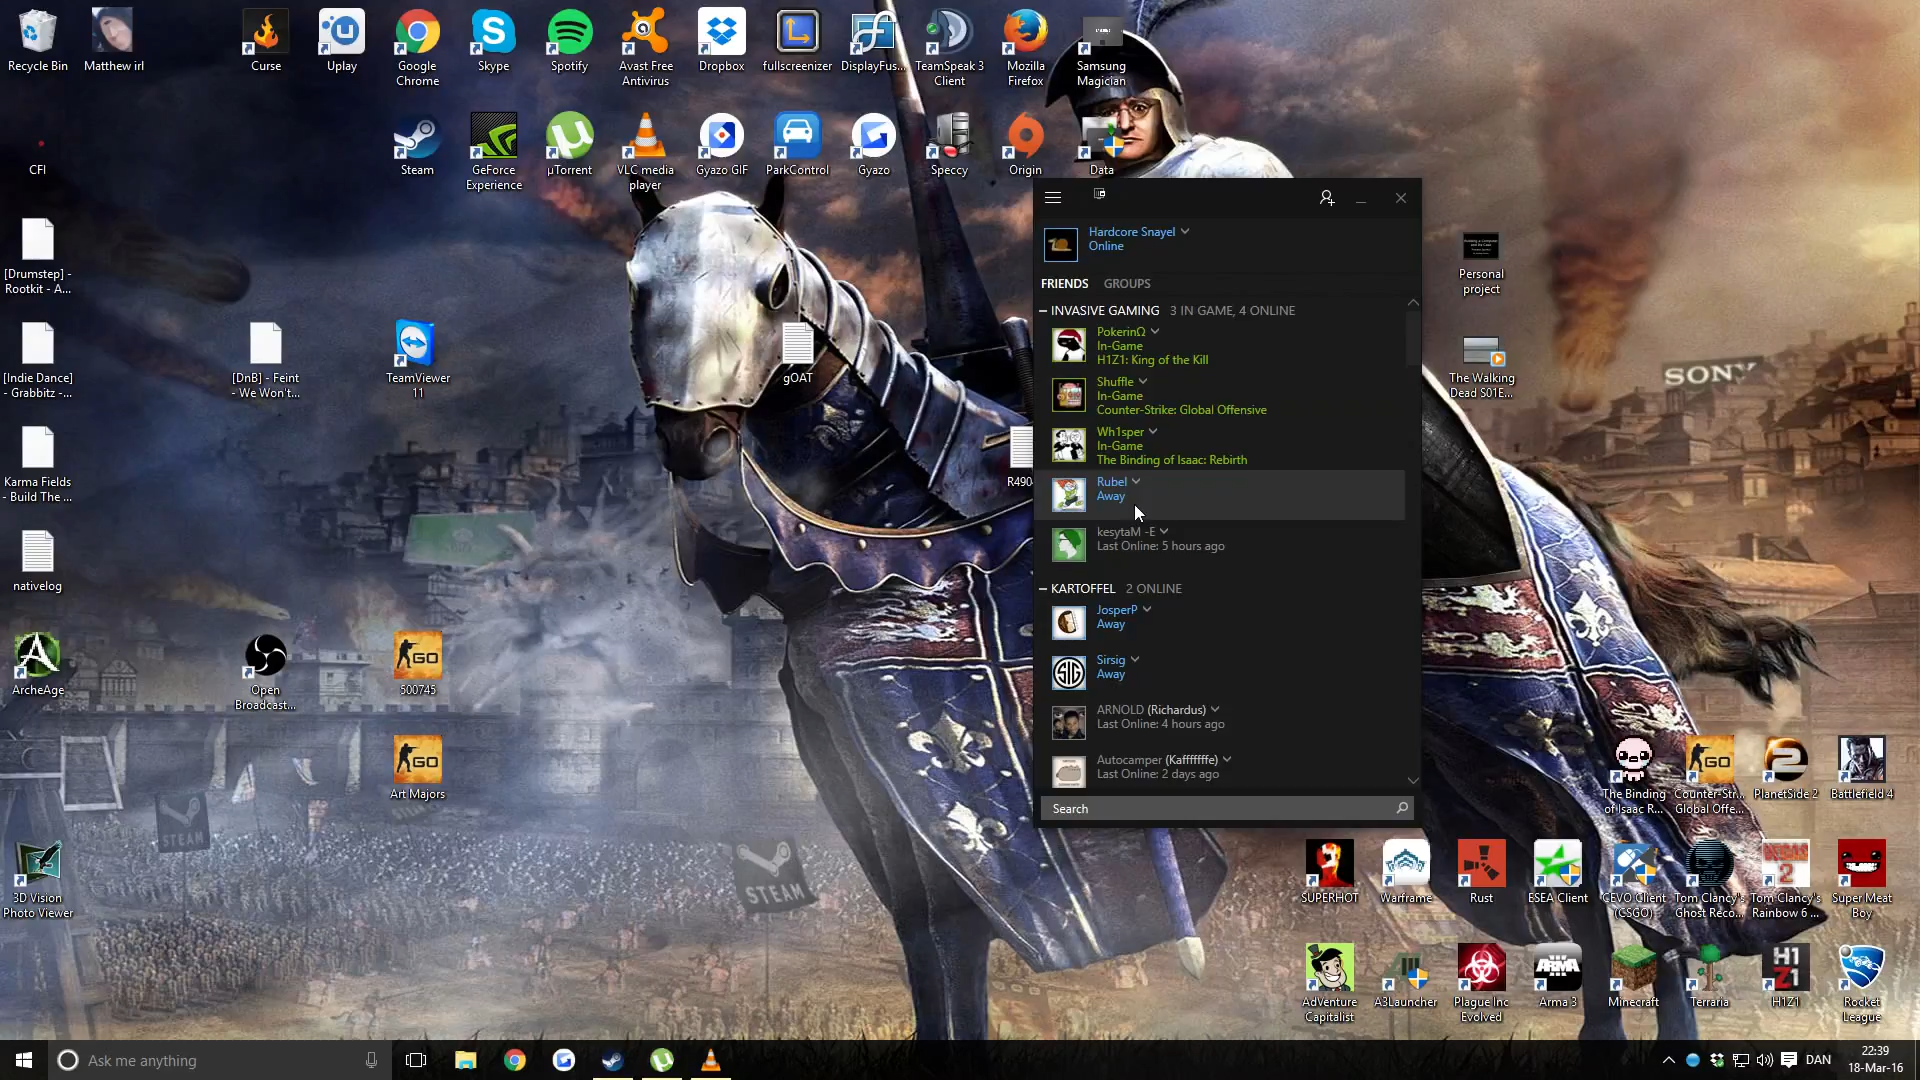 Recycle Bin
Matthew irl
Curse
Uplay
Google
Chrome
Skype
Spotify
Avast Free
Antivirus
Dropbox
fullscreenizer
DisplayFus...
TeamSpeak 3
Client
Mozilla
Firefox
Samsung
Magician
CFI
Steam
GeForce
Experience
µTorrent
VLC media
player
Gyazo GIF
ParkControl
Gyazo
Speccy
Origin
Data
[Drumstep] -
Rootkit - A...
[Indie Dance]
- Grabbitz -...
[DnB] - Feint
- We Won't...
TeamViewer
11
gOAT
R490
Karma Fields
- Build The ...
nativelog
ArcheAge
Open
Broadcast...
GO
500745
GO
Art Majors
3D Vision
Photo Viewer
STEAM
STEAM
SONY
Personal
project
The Walking
Dead S01E...
Hardcore Snayel
Online
FRIENDS
GROUPS
INVASIVE GAMING 3 IN GAME, 4 ONLINE
PokerinΩ
In-Game
H1Z1: King of the Kill
Shuffle
In-Game
Counter-Strike: Global Offensive
Wh1sper
In-Game
The Binding of Isaac: Rebirth
Rubel
Away
kesytaM -E
Last Online: 5 hours ago
KARTOFFEL 2 ONLINE
JosperP
Away
SIG
Sirsig
Away
ARNOLD (Richardus)
Last Online: 4 hours ago
Autocamper (Kafffffffe)
Last Online: 2 days ago
Search
The Binding
of Isaac R...
GO
Counter-Str...
Global Offe...
PlanetSide 2
Battlefield 4
SUPERHOT
Warframe
Rust
ESEA Client
CEVO Client
(CSGO)
Tom Clancy's
Ghost Reco...
Tom Clancy's
Rainbow 6 ...
Super Meat
Boy
AdVenture
Capitalist
A3Launcher
Plague Inc
Evolved
ARMA
Arma 3
Minecraft
Terraria
H1
Z1
H1Z1
Rocket
League
Ask me anything
DAN
22:39
18-Mar-16